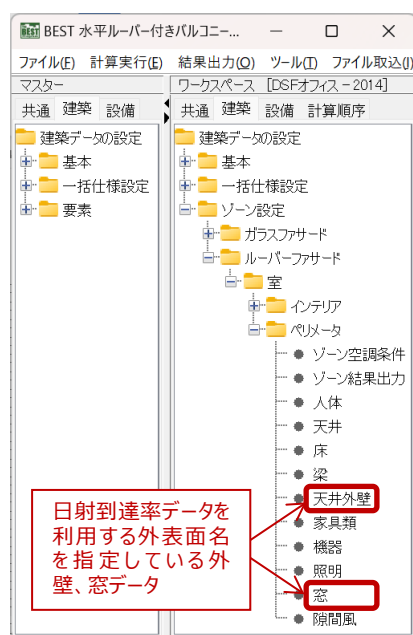 BEST 水平ルーバー付きバルコニー...
ファイル(F) 計算実行(E) 結果出力(O) ツール(T) ファイル取込(I)
マスター
共通 建築 設備
建築データの設定
基本
一括仕様設定
要素
ワークスペース [DSFオフィス－2014]
共通 建築 設備 計算順序
建築データの設定
基本
一括仕様設定
ゾーン設定
ガラスファサード
ルーバーファサード
室
インテリア
ペリメータ
ゾーン空調条件
ゾーン結果出力
人体
天井
床
梁
天井外壁
家具類
機器
照明
窓
隙間風
日射到達率データを
利用する外表面名
を指定している外
壁、窓データ